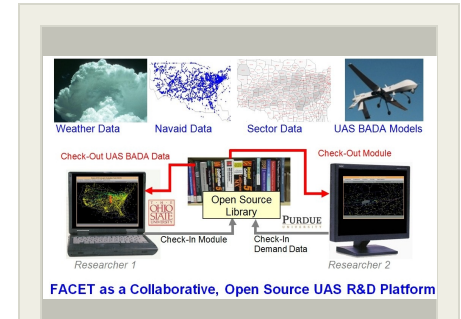 Weather Data
Navaid Data
Sector Data
UAS BADA Models
Check-Out UAS BADA Data
Check-Out Module
Open Source
Library
OHIO
STATE
UNIVERSITY
PURDUE
UNIVERSITY
Check-In Module
Check-In
Demand Data
Researcher 1
Researcher 2
FACET as a Collaborative, Open Source UAS R&D Platform